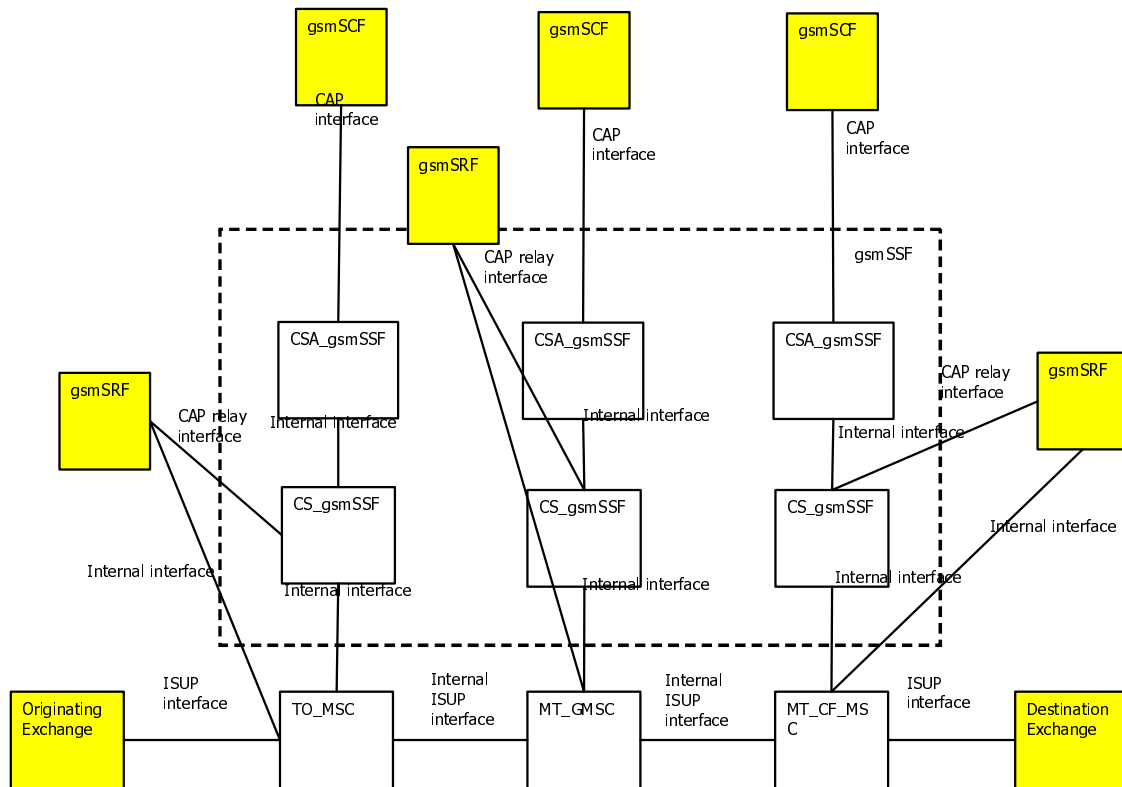 gsmSCF
gsmSCF
gsmSCF
CAP
interface
CAP
interface
CAP
interface
gsmSRF
CAP relay
interface
gsmSSF
CSA_gsmSSF
CSA_gsmSSF
CSA_gsmSSF
gsmSRF
CAP relay
interface
Internal interface
Internal interface
Internal interface
CAP relay
interface
gsmSRF
CS_gsmSSF
CS_gsmSSF
CS_gsmSSF
Internal interface
Internal interface
Internal interface
Internal interface
Internal interface
ISUP
interface
Internal
ISUP
interface
Internal
ISUP
interface
ISUP
interface
Originating
Exchange
TO_MSC
MT_GMSC
MT_CF_MS
C
Destination
Exchange